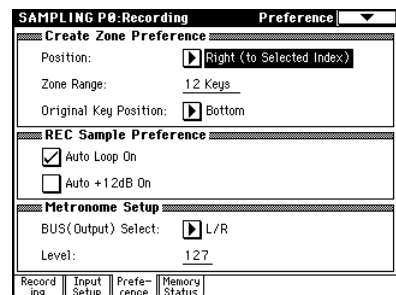 SAMPLING P0:Recording Preference
Create Zone Preference
Position: Right (to Selected Index)
Zone Range: 12 Keys
Original Key Position: Bottom
REC Sample Preference
Auto Loop On
Auto +12dB On
Metronome Setup
BUS(Output) Select: L/R
Level: 127
Record Input Prefe- Memory
ing Setup rence Status